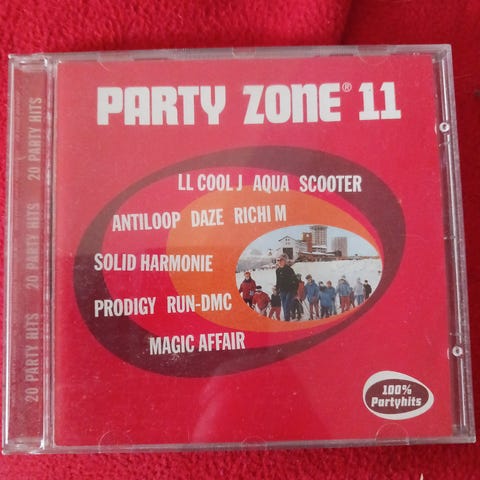 PARTY ZONE® 11
LL COOL J AQUA SCOOTER
ANTILOOP DAZE RICHI M
SOLID HARMONIE
PRODIGY RUN-DMC
MAGIC AFFAIR
100%
Partyhits
20 PARTY HITS 20 PARTY HITS 20 PARTY HITS